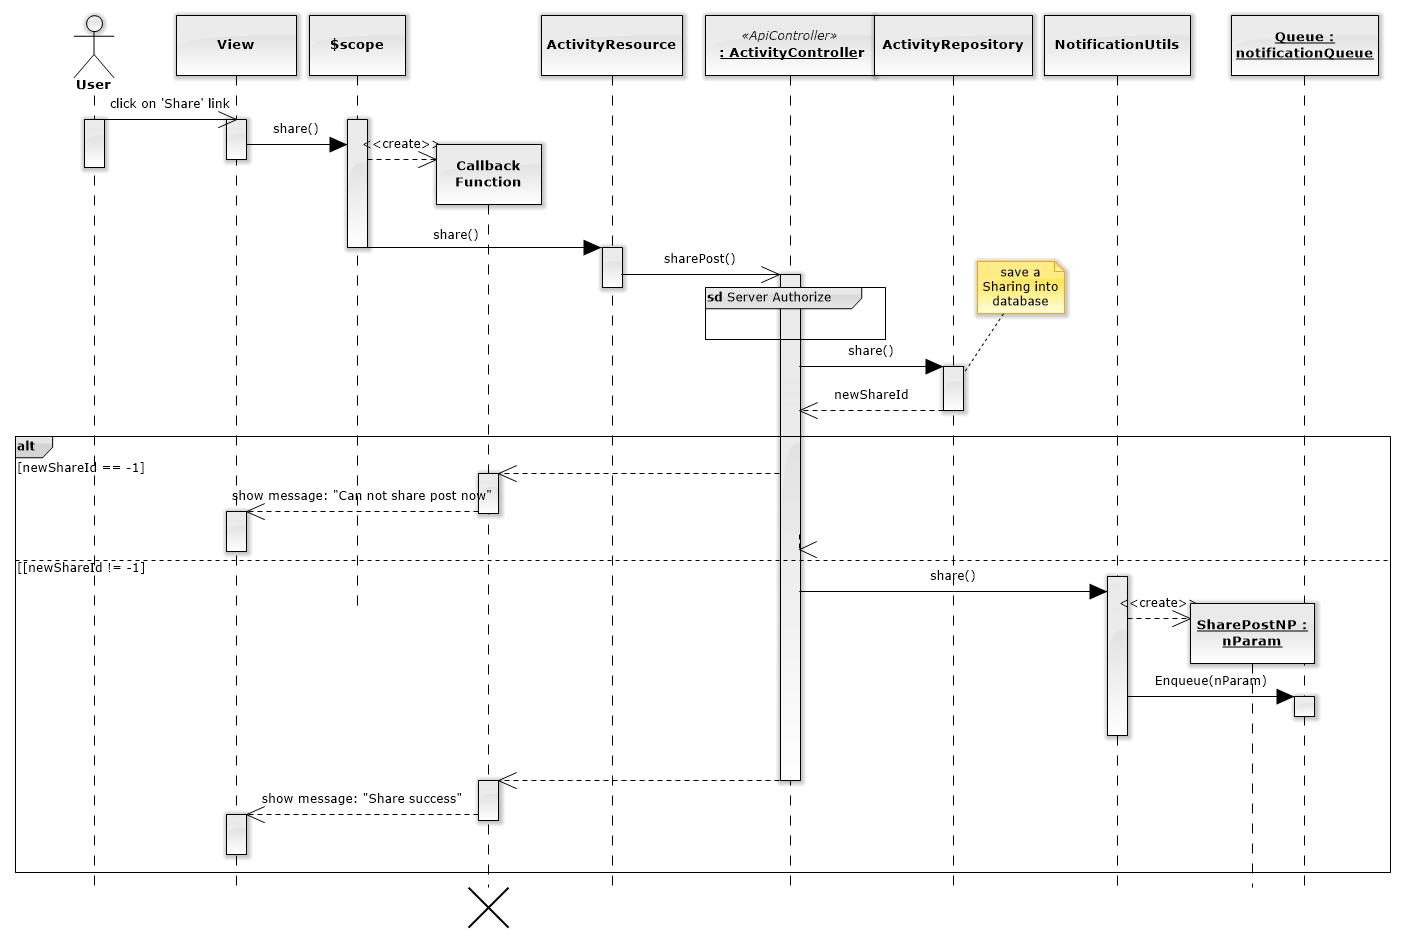 User
View
$scope
ActivityResource
«ApiController»
: ActivityController
ActivityRepository
NotificationUtils
Queue :
notificationQueue
click on 'Share' link
share()
<<create>>
Callback
Function
share()
sharePost()
save a
Sharing into
database
sd Server Authorize
share()
newShareId
alt
[newShareId == -1]
show message: "Can not share post now"
[[newShareId != -1]
share()
<<create>>
SharePostNP :
nParam
Enqueue(nParam)
show message: "Share success"